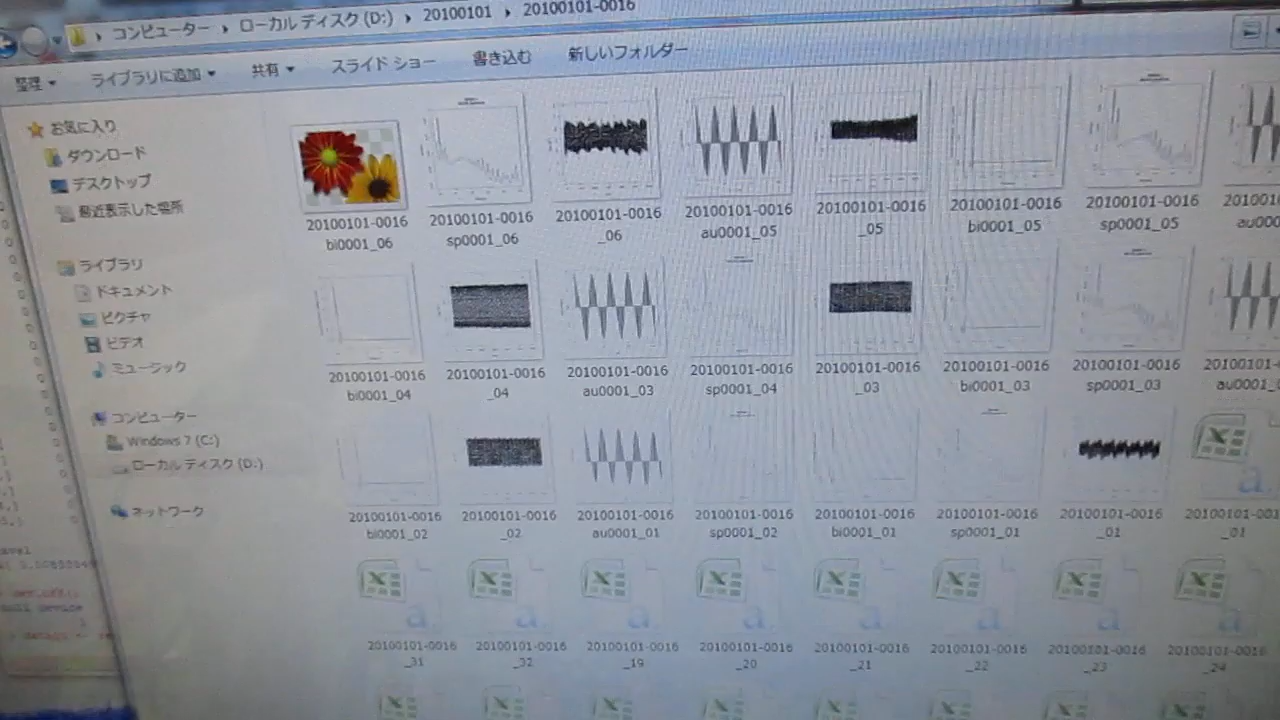 コンピューター ▸ ローカル ディスク (D:) ▸ 20100101 ▸ 20100101-0016
整理 ライブラリに追加 共有 スライド ショー 書き込む 新しいフォルダー
お気に入り
ダウンロード
デスクトップ
最近表示した場所
ライブラリ
ドキュメント
ピクチャ
ビデオ
ミュージック
コンピューター
Windows 7 (C:)
ローカル ディスク (D:)
ネットワーク
20100101-0016 bi0001_06
20100101-0016 sp0001_06
20100101-0016 _06
20100101-0016 au0001_05
20100101-0016 _05
20100101-0016 bi0001_05
20100101-0016 sp0001_05
20100101-0016 bi0001_04
20100101-0016 _04
20100101-0016 au0001_03
20100101-0016 sp0001_04
20100101-0016 _03
20100101-0016 bi0001_03
20100101-0016 sp0001_03
20100101-0016 bi0001_02
20100101-0016 _02
20100101-0016 au0001_01
20100101-0016 sp0001_02
20100101-0016 bi0001_01
20100101-0016 sp0001_01
20100101-0016 _01
20100101-0016 _31
20100101-0016 _32
20100101-0016 _19
20100101-0016 _20
20100101-0016 _21
20100101-0016 _22
20100101-0016 _23
20100101-0016 _24